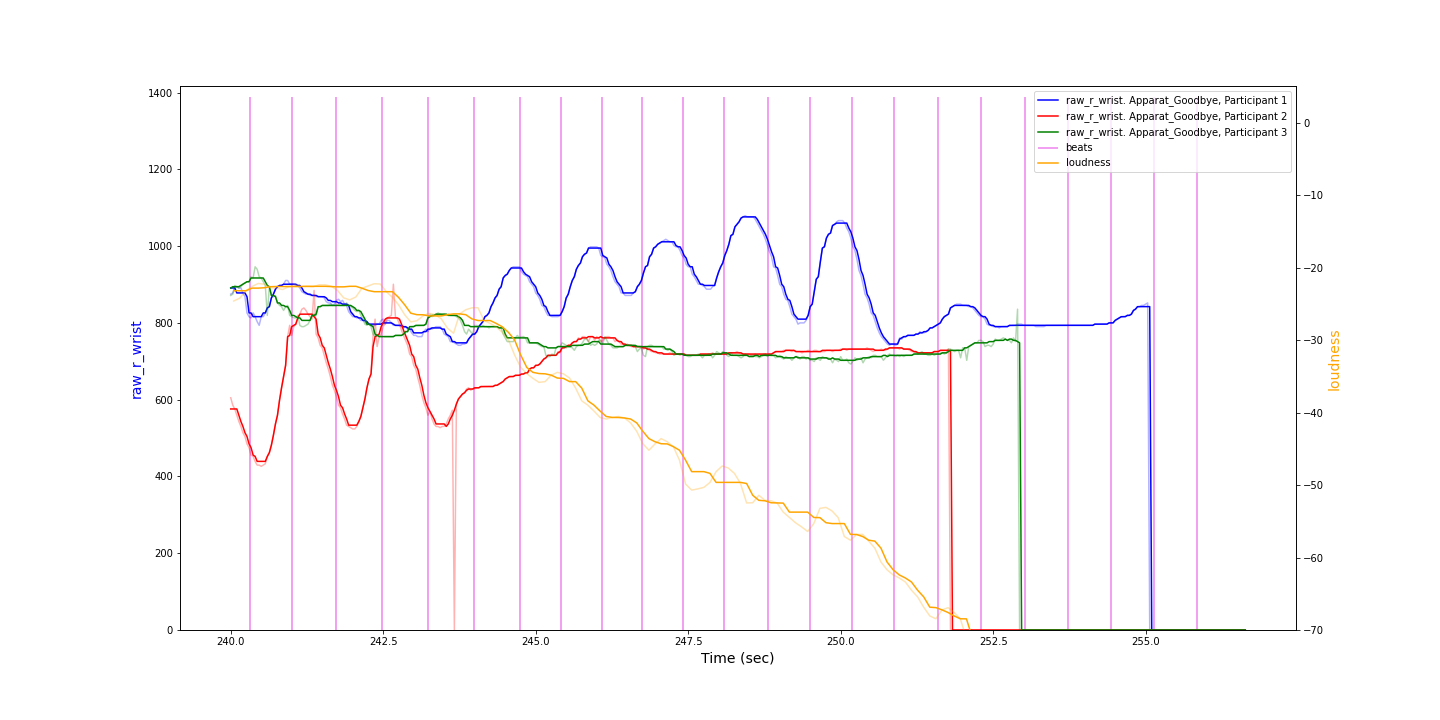 1400
1200
1000
800
600
400
200
0
raw_r_wrist
raw_r_wrist. Apparat_Goodbye, Participant 1
raw_r_wrist. Apparat_Goodbye, Participant 2
raw_r_wrist. Apparat_Goodbye, Participant 3
beats
loudness
0
−10
−20
−30
−40
−50
−60
−70
loudness
240.0 242.5 245.0 247.5 250.0 252.5 255.0
Time (sec)